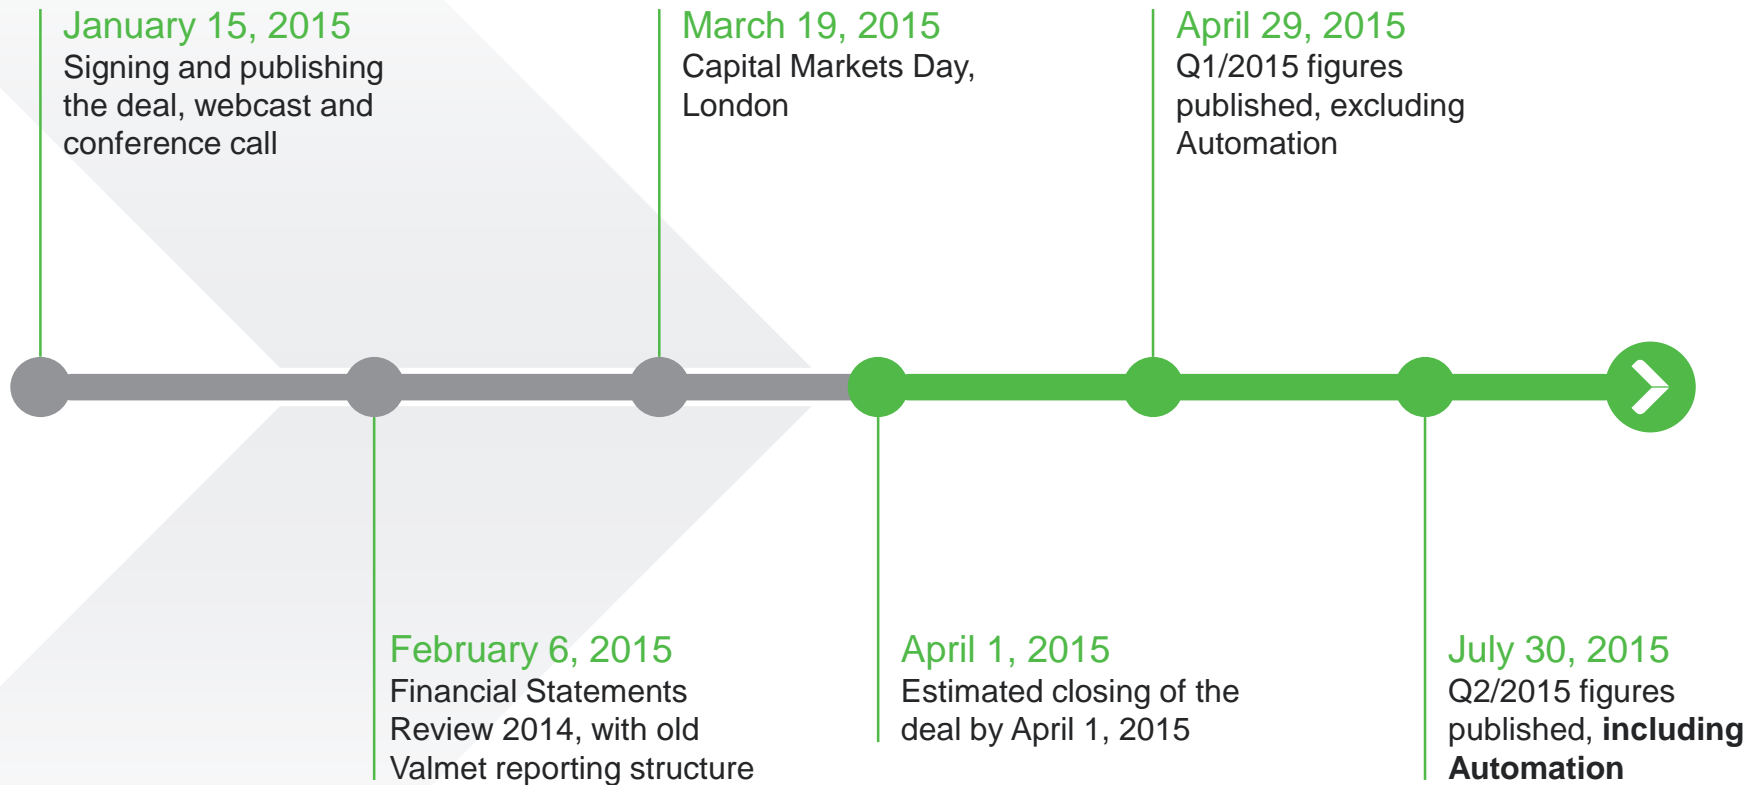 January 15, 2015
Signing and publishing
the deal, webcast and
conference call
March 19, 2015
Capital Markets Day,
London
April 29, 2015
Q1/2015 figures
published, excluding
Automation
February 6, 2015
Financial Statements
Review 2014, with old
Valmet reporting structure
April 1, 2015
Estimated closing of the
deal by April 1, 2015
July 30, 2015
Q2/2015 figures
published, including
Automation